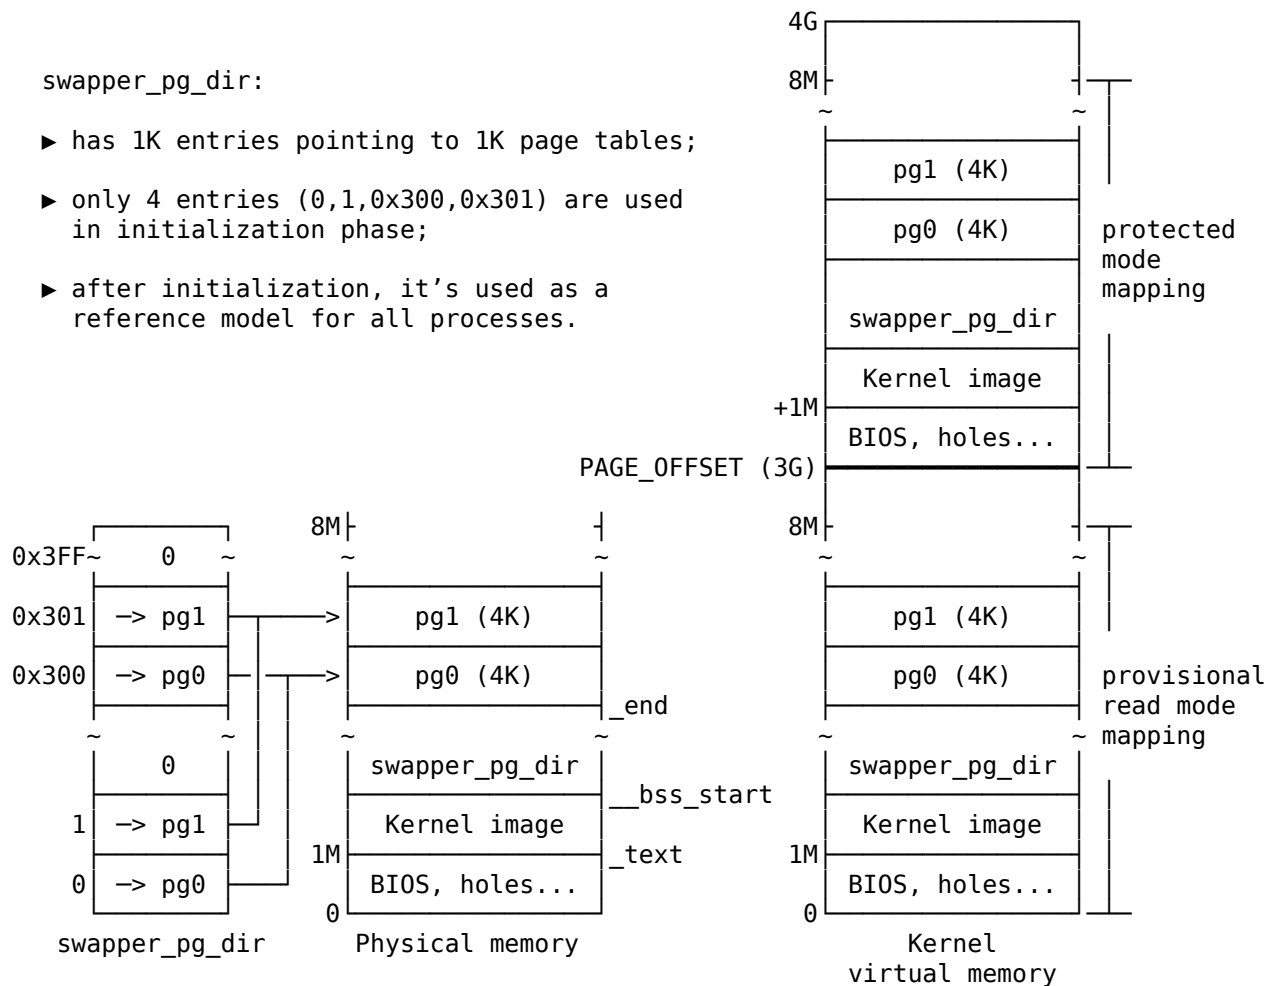 4G
swapper_pg_dir:
8M
~ ~
▶ has 1K entries pointing to 1K page tables;
pg1 (4K)
▶ only 4 entries (0,1,0x300,0x301) are used
in initialization phase;
pg0 (4K)
protected
mode
mapping
▶ after initialization, it’s used as a
reference model for all processes.
swapper_pg_dir
Kernel image
+1M
BIOS, holes...
PAGE_OFFSET (3G)
8M 8M
0x3FF~ 0 ~ ~ ~ ~ ~
0x301 —> pg1 > pg1 (4K) pg1 (4K)
0x300 —> pg0 > pg0 (4K) pg0 (4K)
provisional
read mode
mapping
_end
~ ~ ~ ~ ~ ~
0 swapper_pg_dir swapper_pg_dir
__bss_start
1 —> pg1 Kernel image Kernel image
1M _text 1M
0 —> pg0 BIOS, holes... BIOS, holes...
0 0
swapper_pg_dir Physical memory Kernel
virtual memory